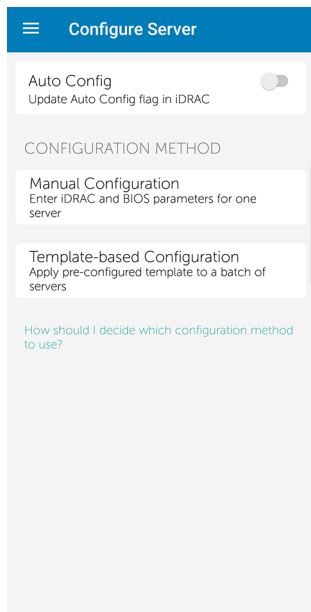 Configure Server
Auto Config
Update Auto Config flag in iDRAC
CONFIGURATION METHOD
Manual Configuration
Enter iDRAC and BIOS parameters for one
server
Template-based Configuration
Apply pre-configured template to a batch of
servers
How should I decide which configuration method
to use?